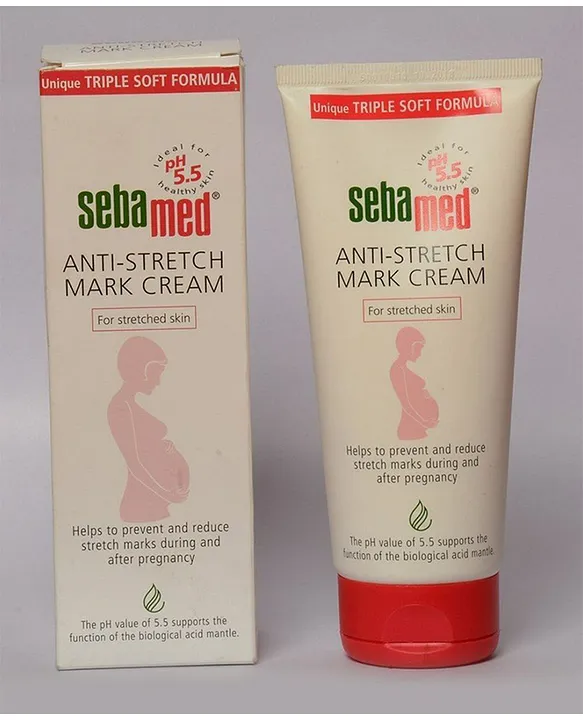 ANTI-STRETCH
MARK CREAM
Unique TRIPLE SOFT FORMULA
Ideal for
pH
5.5
healthy skin
sebamed®
ANTI-STRETCH
MARK CREAM
For stretched skin
Helps to prevent and reduce
stretch marks during and
after pregnancy
The pH value of 5.5 supports the
function of the biological acid mantle.
Unique TRIPLE SOFT FORMULA
Ideal for
pH
5.5
healthy skin
sebamed®
ANTI-STRETCH
MARK CREAM
For stretched skin
Helps to prevent and reduce
stretch marks during and
after pregnancy
The pH value of 5.5 supports the
function of the biological acid mantle.